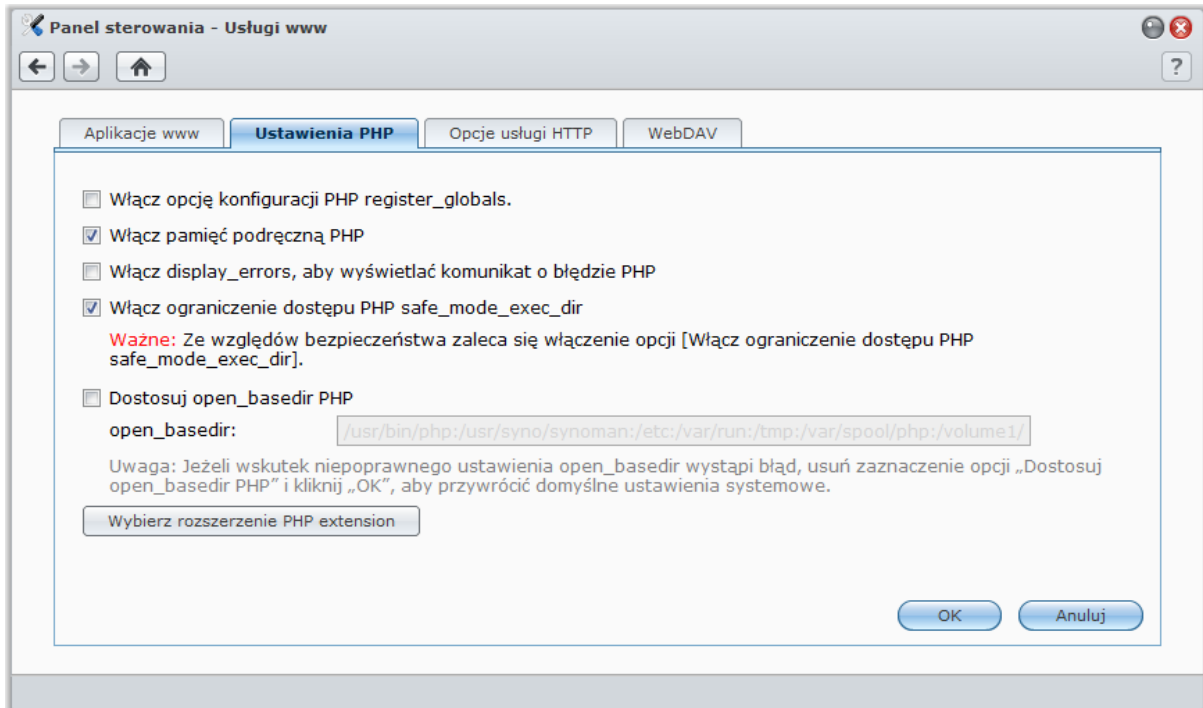 Panel sterowania - Usługi www
?
Aplikacje www
Ustawienia PHP
Opcje usługi HTTP
WebDAV
Włącz opcję konfiguracji PHP register_globals.
Włącz pamięć podręczną PHP
Włącz display_errors, aby wyświetlać komunikat o błędzie PHP
Włącz ograniczenie dostępu PHP safe_mode_exec_dir
Ważne: Ze względów bezpieczeństwa zaleca się włączenie opcji [Włącz ograniczenie dostępu PHP
safe_mode_exec_dir].
Dostosuj open_basedir PHP
open_basedir: /usr/bin/php:/usr/syno/synoman:/etc:/var/run:/tmp:/var/spool/php:/volume1/
Uwaga: Jeżeli wskutek niepoprawnego ustawienia open_basedir wystąpi błąd, usuń zaznaczenie opcji „Dostosuj
open_basedir PHP” i kliknij „OK”, aby przywrócić domyślne ustawienia systemowe.
Wybierz rozszerzenie PHP extension
OK
Anuluj